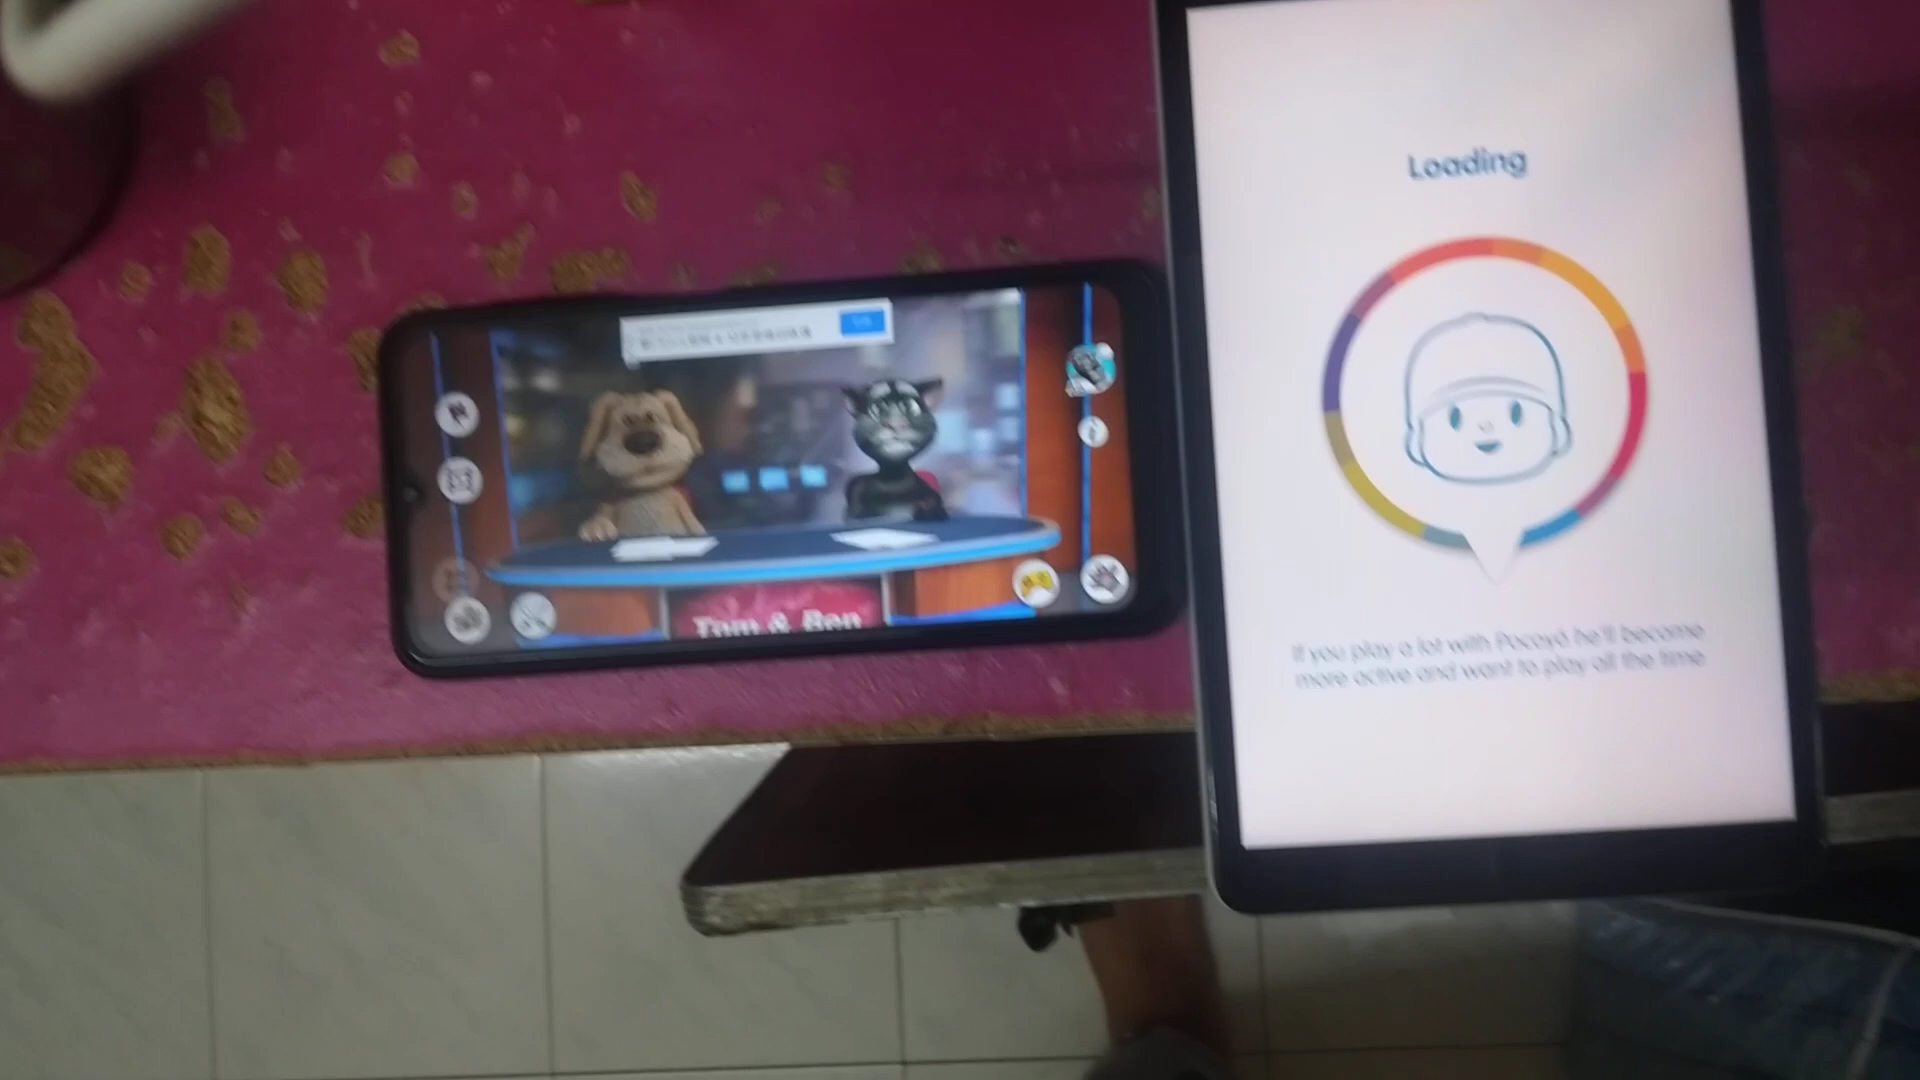 Tom & Ben
Loading
If you play a lot with Pocoyó he'll become
more active and want to play all the time